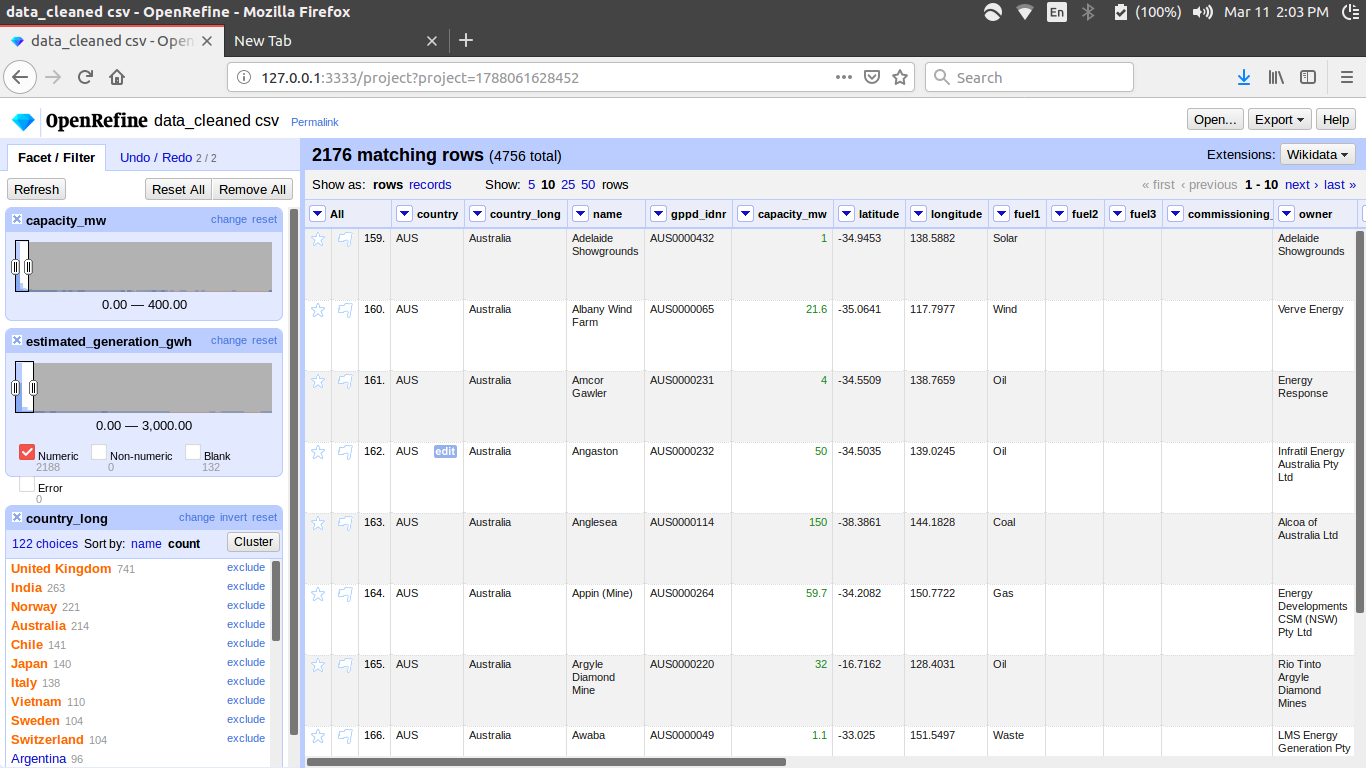 data_cleaned csv - OpenRefine - Mozilla Firefox
En (100%) Mar 11 2:03 PM
data_cleaned csv - Open
New Tab
127.0.0.1:3333/project?project=1788061628452
Search
OpenRefine data_cleaned csv Permalink
Open... Export Help
Facet / Filter Undo / Redo 2 / 2
2176 matching rows (4756 total)
Extensions: Wikidata
Refresh Reset All Remove All
Show as: rows records Show: 5 10 25 50 rows
« first ‹ previous 1 - 10 next › last »
capacity_mw change reset
0.00 — 400.00
estimated_generation_gwh change reset
0.00 — 3,000.00
Numeric 2188
Non-numeric 0
Blank 132
Error 0
country_long change invert reset
122 choices Sort by: name count Cluster
United Kingdom 741 exclude
India 263 exclude
Norway 221 exclude
Australia 214 exclude
Chile 141 exclude
Japan 140 exclude
Italy 138 exclude
Vietnam 110 exclude
Sweden 104 exclude
Switzerland 104 exclude
Argentina 96
All country country_long name gppd_idnr capacity_mw latitude longitude fuel1 fuel2 fuel3 commissioning_ owner
159. AUS Australia Adelaide Showgrounds AUS0000432 1 -34.9453 138.5882 Solar Adelaide Showgrounds
160. AUS Australia Albany Wind Farm AUS0000065 21.6 -35.0641 117.7977 Wind Verve Energy
161. AUS Australia Amcor Gawler AUS0000231 4 -34.5509 138.7659 Oil Energy Response
162. AUS edit Australia Angaston AUS0000232 50 -34.5035 139.0245 Oil Infratil Energy Australia Pty Ltd
163. AUS Australia Anglesea AUS0000114 150 -38.3861 144.1828 Coal Alcoa of Australia Ltd
164. AUS Australia Appin (Mine) AUS0000264 59.7 -34.2082 150.7722 Gas Energy Developments CSM (NSW) Pty Ltd
165. AUS Australia Argyle Diamond Mine AUS0000220 32 -16.7162 128.4031 Oil Rio Tinto Argyle Diamond Mines
166. AUS Australia Awaba AUS0000049 1.1 -33.025 151.5497 Waste LMS Energy Generation Pty